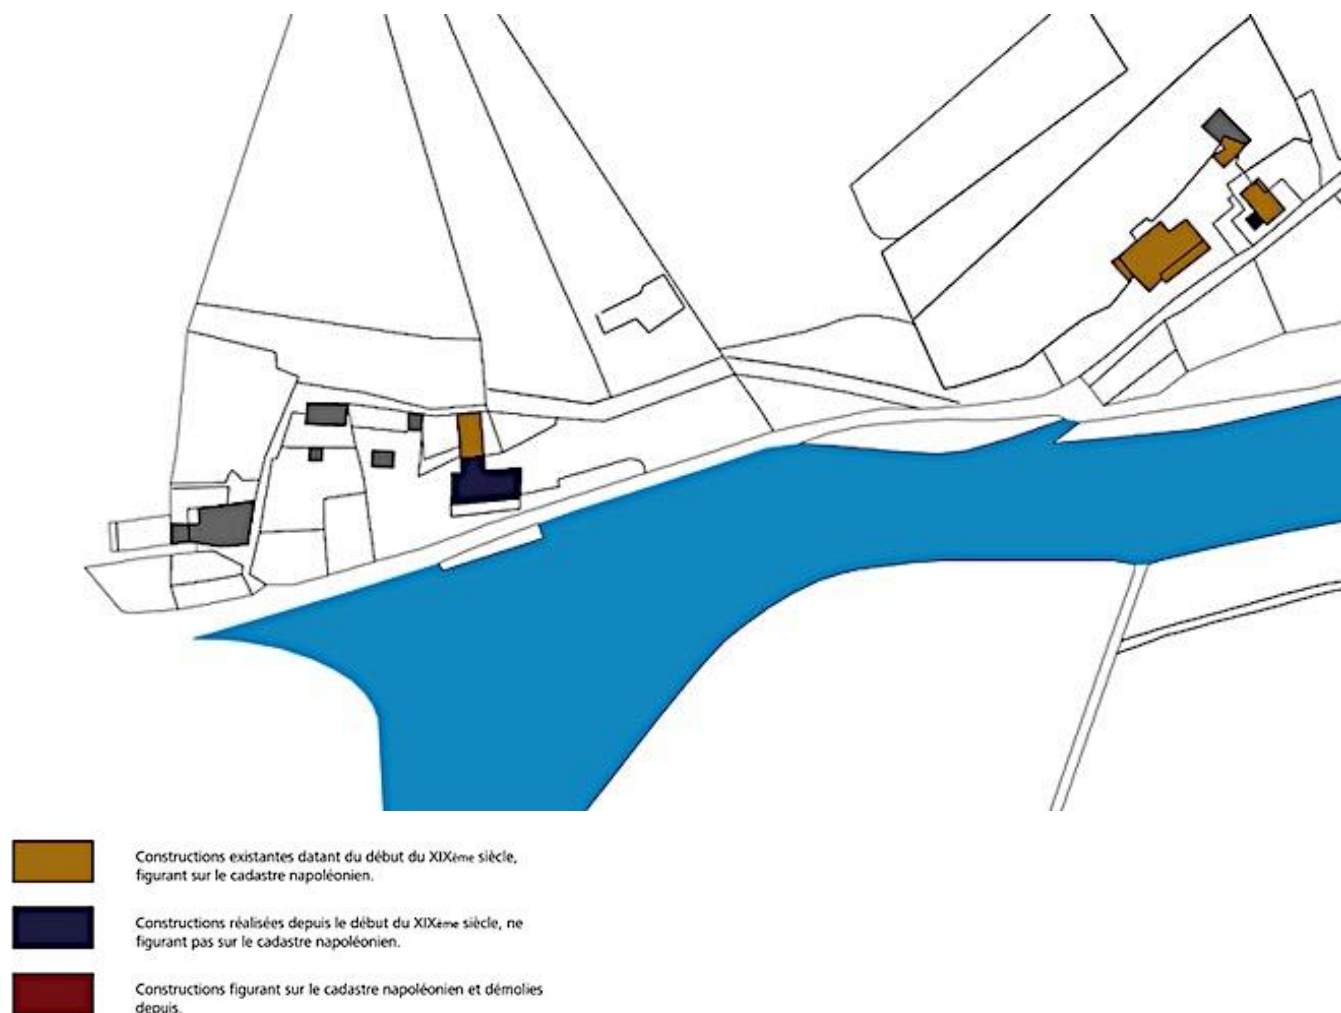 Constructions existantes datant du début du XIXème siècle,
figurant sur le cadastre napoléonien.
Constructions réalisées depuis le début du XIXème siècle, ne
figurant pas sur le cadastre napoléonien.
Constructions figurant sur le cadastre napoléonien et démolies
depuis.